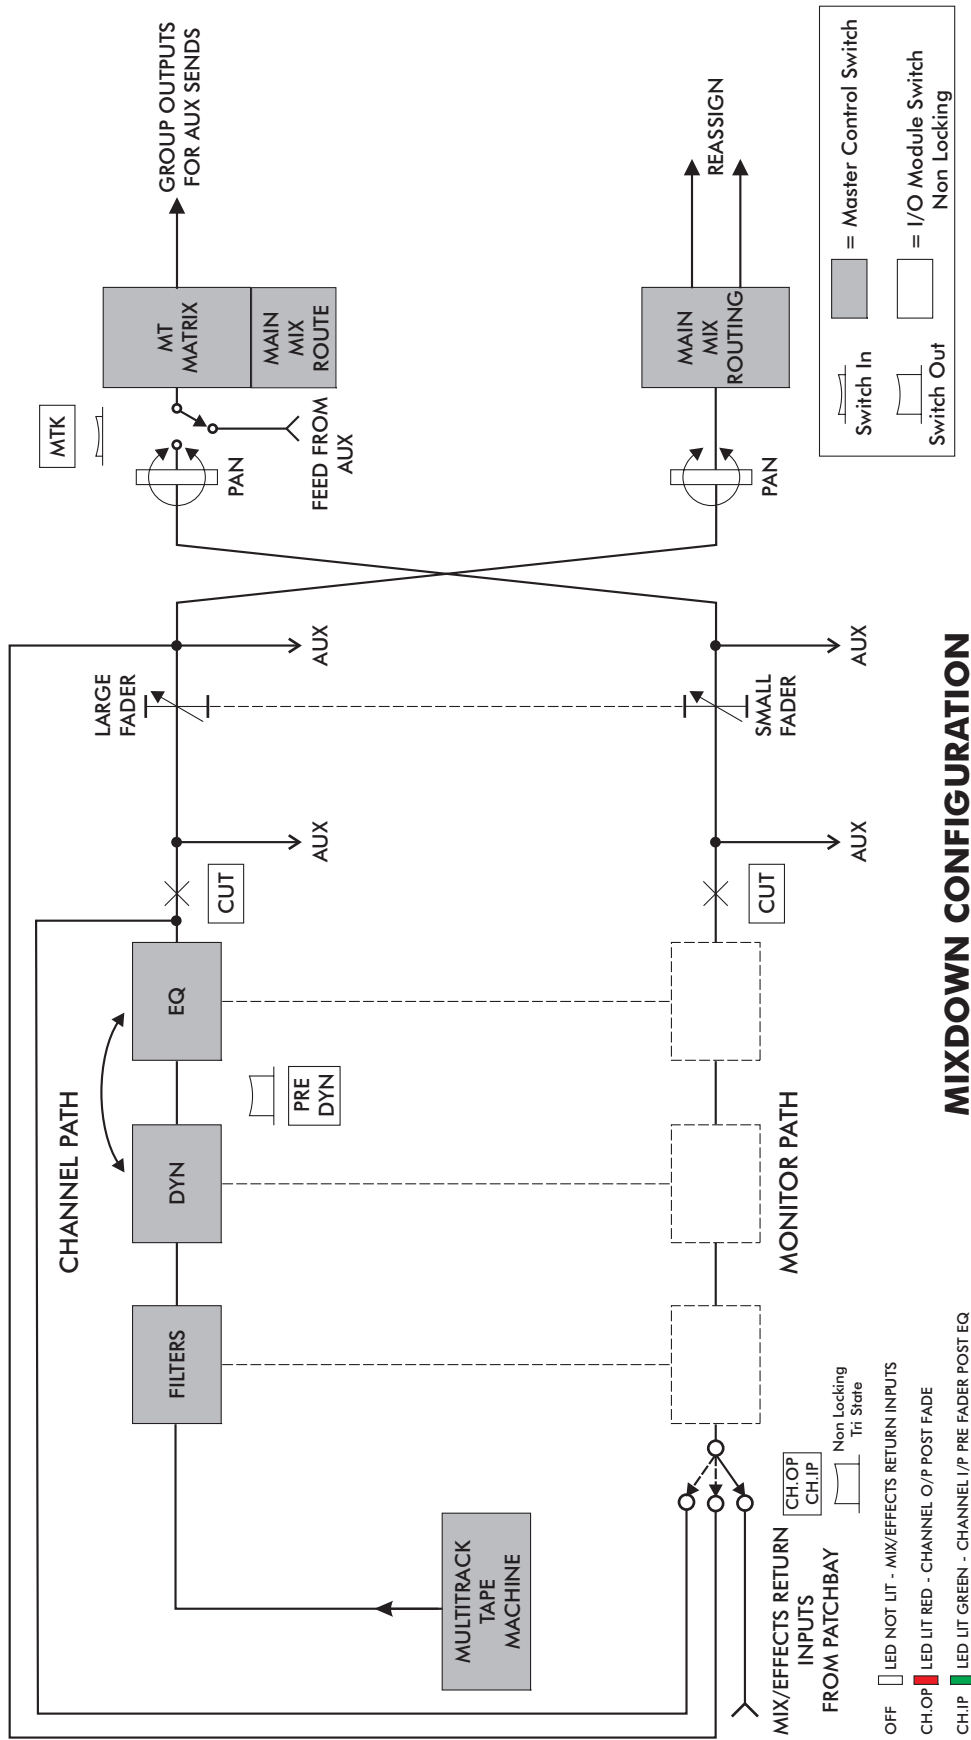 CHANNEL PATH
MULTITRACK
TAPE
MACHINE
FILTERS
DYN
EQ
PRE
DYN
CUT
AUX
LARGE
FADER
AUX
PAN
MTK
FEED FROM
AUX
MT
MATRIX
MAIN
MIX
ROUTE
GROUP OUTPUTS
FOR AUX SENDS
MIX/EFFECTS RETURN
INPUTS
FROM PATCHBAY
CH.OP
CH.IP
Non Locking
Tri State
MONITOR PATH
CUT
AUX
SMALL
FADER
AUX
PAN
MAIN
MIX
ROUTING
REASSIGN
OFF LED NOT LIT - MIX/EFFECTS RETURN INPUTS
CH.OP LED LIT RED - CHANNEL O/P POST FADE
CH.IP LED LIT GREEN - CHANNEL I/P PRE FADER POST EQ
Switch In
Switch Out
= Master Control Switch
= I/O Module Switch
Non Locking
MIXDOWN CONFIGURATION